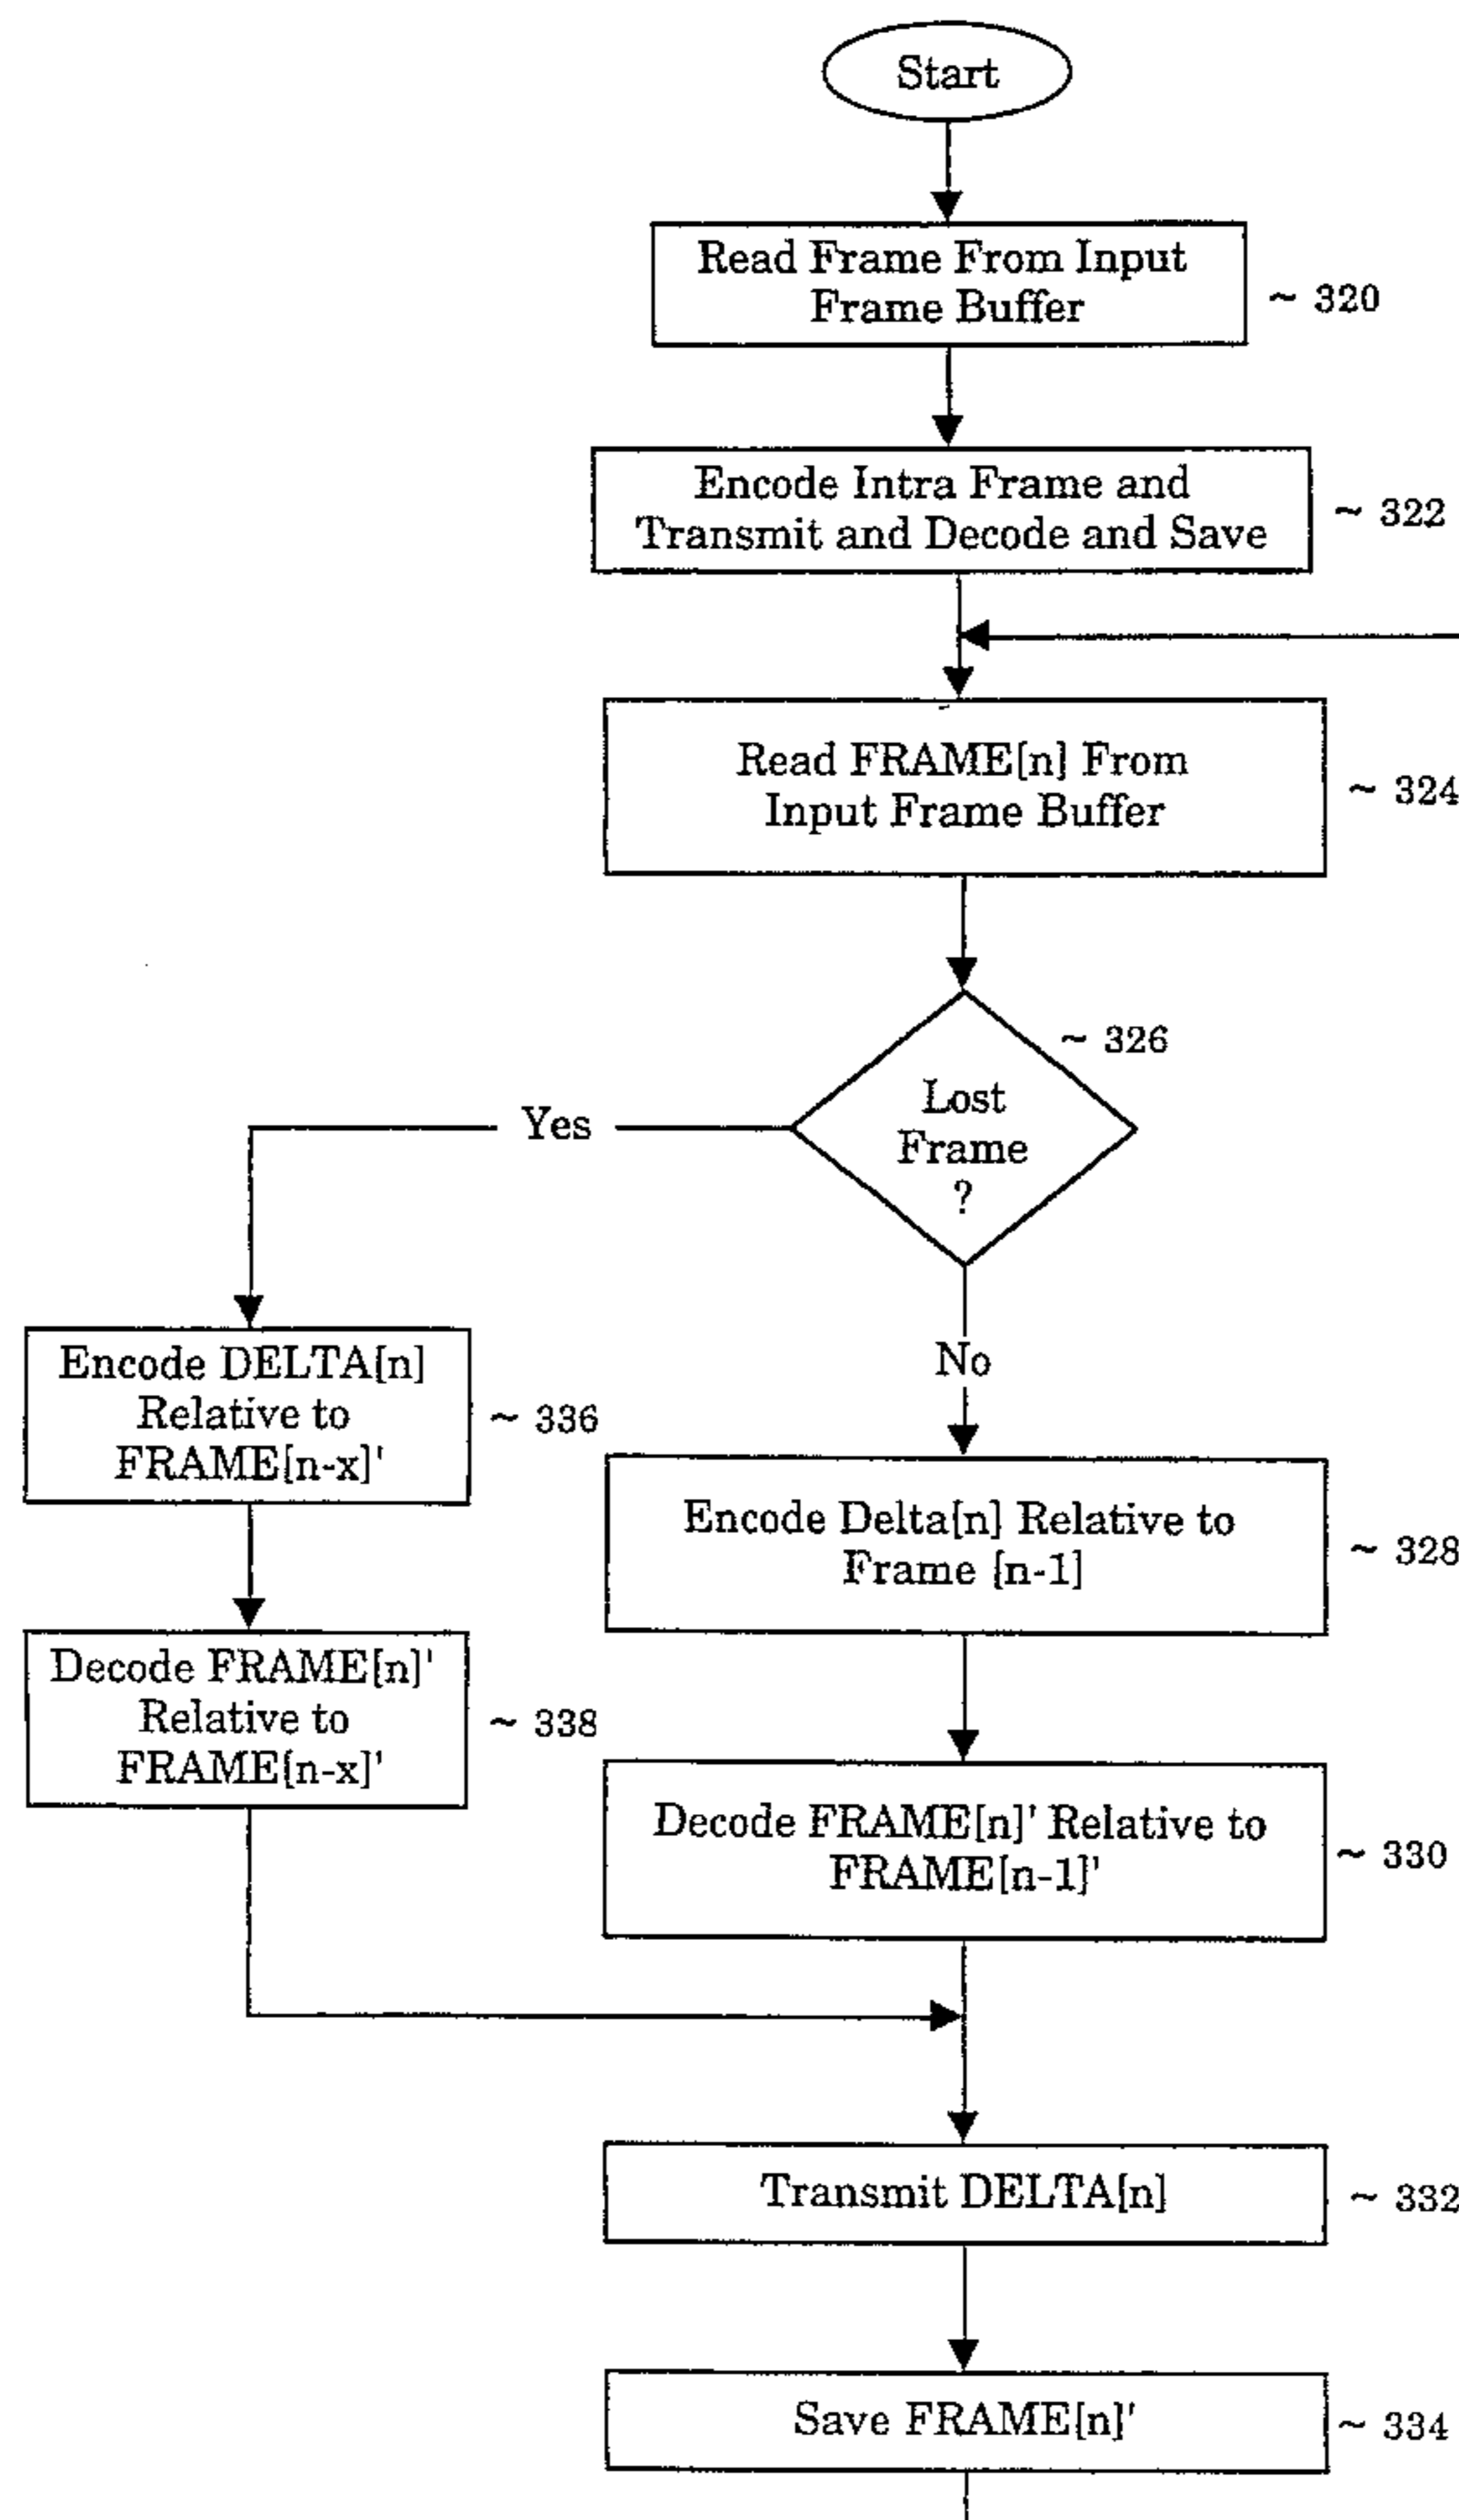 Start
Read Frame From Input
Frame Buffer
~ 320
Encode Intra Frame and
Transmit and Decode and Save
~ 322
Read FRAME[n] From
Input Frame Buffer
~ 324
~ 326
Lost
Frame
?
Yes
No
Encode DELTA[n]
Relative to
FRAME[n-x]'
~ 336
Encode Delta[n] Relative to
Frame [n-1]
~ 328
Decode FRAME[n]'
Relative to
FRAME[n-x]'
~ 338
Decode FRAME[n]' Relative to
FRAME[n-1]'
~ 330
Transmit DELTA[n]
~ 332
Save FRAME[n]'
~ 334